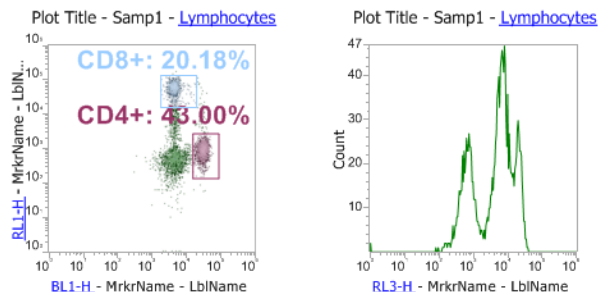 Plot Title - Samp1 - Lymphocytes
CD8+: 20.18%
CD4+: 43.00%
RL1-H - MrkrName - LblN...
BL1-H - MrkrName - LblName
Plot Title - Samp1 - Lymphocytes
47
40
30
20
10
Count
RL3-H - MrkrName - LblName